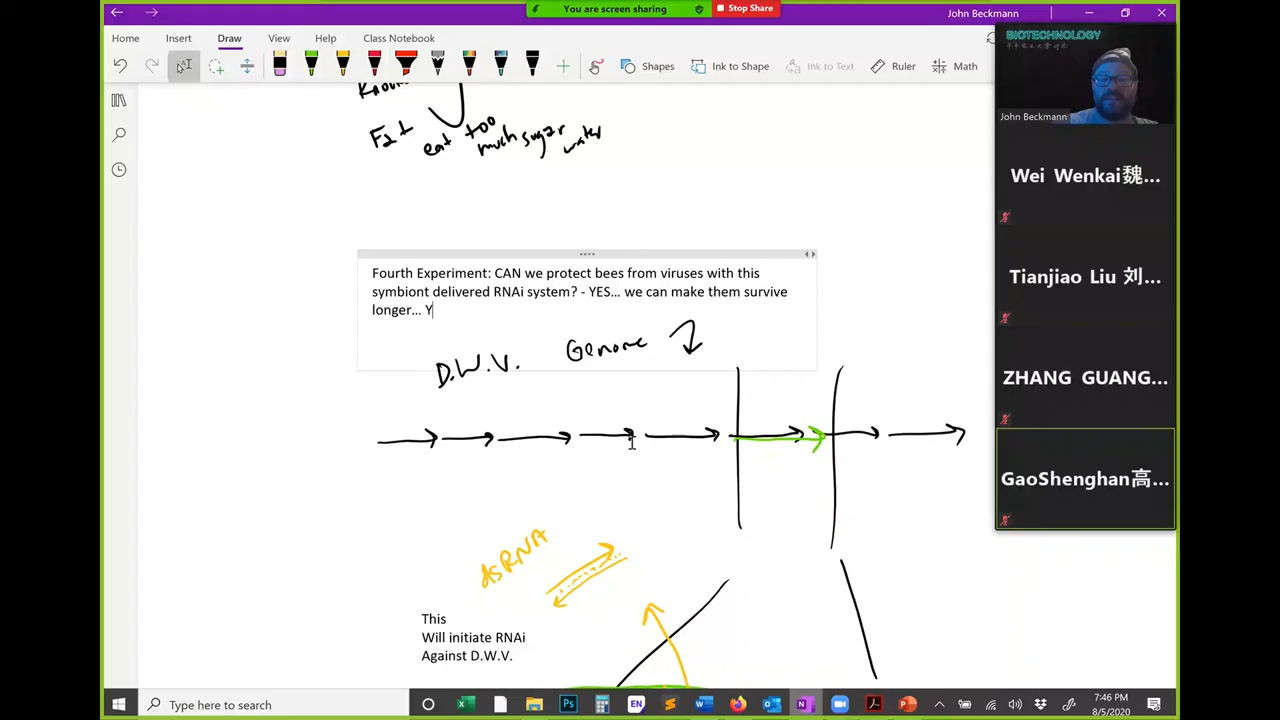 You are screen sharing
Stop Share
John Beckmann
Home Insert Draw View Help Class Notebook
Shapes Ink to Shape Ink to Text Ruler Math
BIOTECHNOLOGY
John Beckmann
Wei Wenkai魏...
Tianjiao Liu 刘...
ZHANG GUANG...
GaoShenghan高...
Fat eat too much sugar water
Fourth Experiment: CAN we protect bees from viruses with this
symbiont delivered RNAi system? - YES... we can make them survive
longer... Y
D.W.V. Genome
dsRNA
This
Will initiate RNAi
Against D.W.V.
Type here to search
EN
7:46 PM
8/5/2020